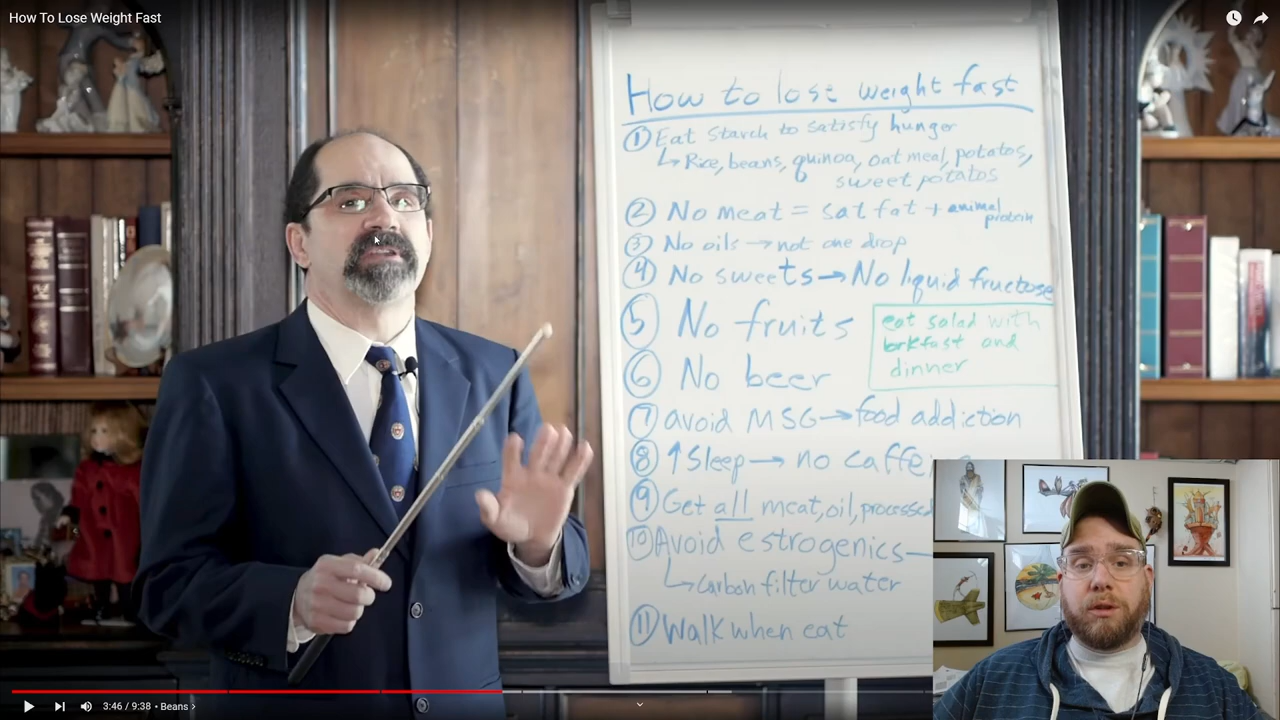 How To Lose Weight Fast
How to lose weight fast
① Eat Starch to satisfy hunger
↳ Rice, beans, quinoa, oatmeal, potatos,
sweet potatos
② No meat = sat fat + animal protein
③ No oils → not one drop
④ No sweets → No liquid fructose
⑤ No fruits
eat salad with
brkfast and
dinner
⑥ No beer
⑦ avoid MSG → food addiction
⑧ ↑ Sleep → no caffe
⑨ Get all meat, oil, processed
⑩ Avoid estrogenics —
↳ Carbon filter water
⑪ Walk when eat
3:46 / 9:38 • Beans ›